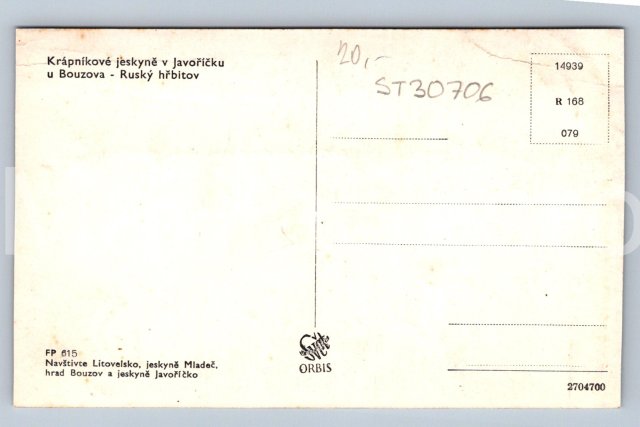 Krápníkové jeskyně v Javoříčku
u Bouzova - Ruský hřbitov
20,-
ST30706
14939
R 168
079
FP 615
Navštivte Litovelsko, jeskyně Mladeč,
hrad Bouzov a jeskyně Javoříčko
Svět
ORBIS
2704700